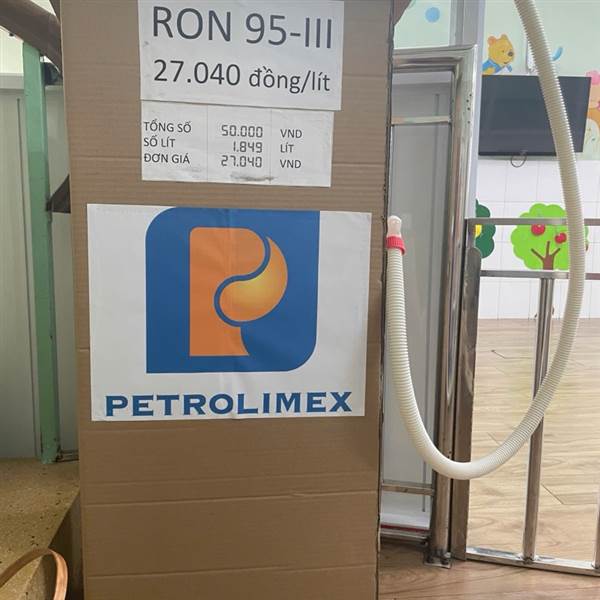 RON 95-III
27.040 đồng/lít
TỔNG SỐ 50.000 VND
SỐ LÍT 1.849 LÍT
ĐƠN GIÁ 27.040 VND
PETROLIMEX